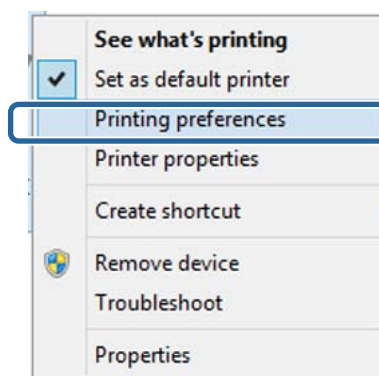 See what's printing
Set as default printer
Printing preferences
Printer properties
Create shortcut
Remove device
Troubleshoot
Properties